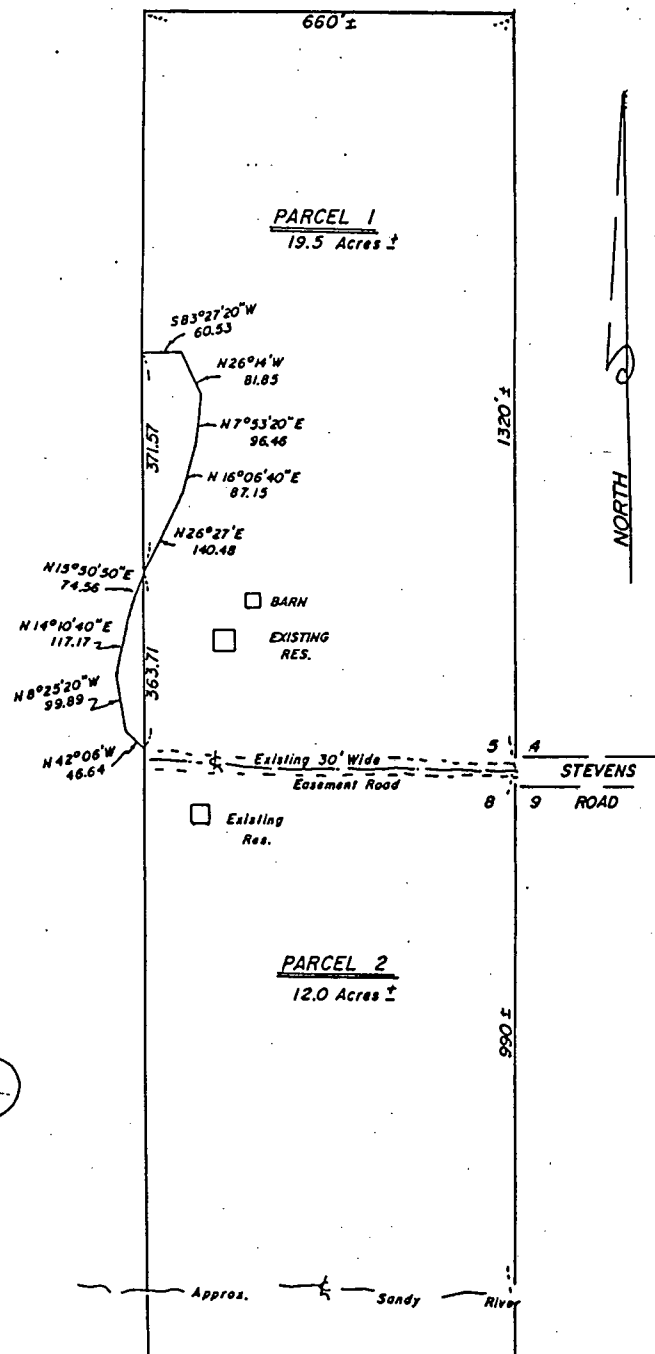 660'±
PARCEL 1
19.5 Acres ±
S83°27'20"W
60.53
N26°14'W
81.85
N7°53'20"E
96.46
371.57
1320'±
N16°06'40"E
87.15
NORTH
N26°27'E
140.48
N15°50'50"E
74.56
BARN
N14°10'40"E
117.17
EXISTING
RES.
363.71
N8°25'20"W
99.89
N42°06'W
46.64
5 4
Existing 30' Wide
Easement Road
STEVENS
ROAD
8 9
Existing
Res.
PARCEL 2
12.0 Acres ±
990 ±
Approx. Sandy River